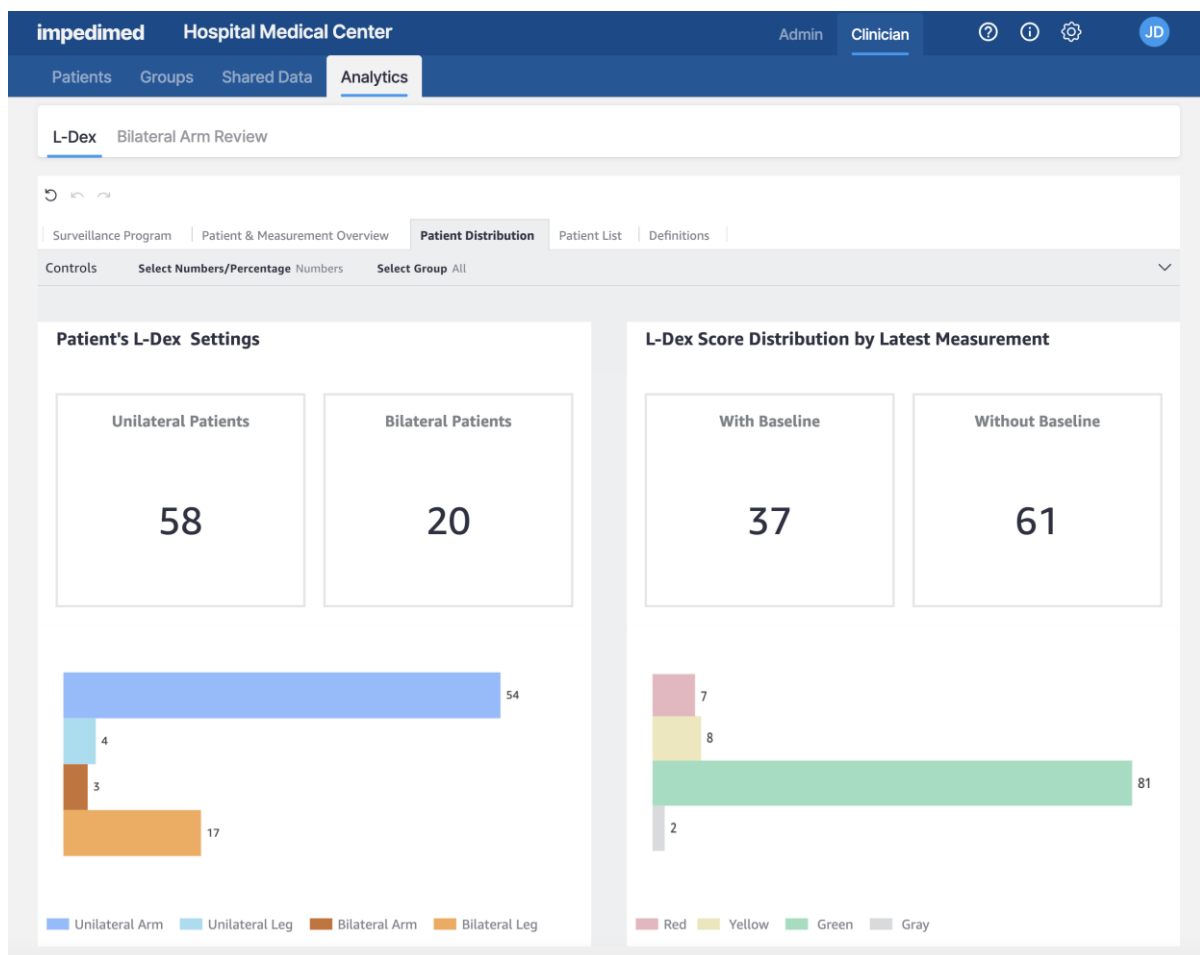 impedimed Hospital Medical Center Admin Clinician JD
Patients Groups Shared Data Analytics
L-Dex Bilateral Arm Review
Surveillance Program Patient & Measurement Overview Patient Distribution Patient List Definitions
Controls Select Numbers/Percentage Numbers Select Group All
Patient's L-Dex Settings
Unilateral Patients Bilateral Patients
58 20
54
4
3
17
Unilateral Arm Unilateral Leg Bilateral Arm Bilateral Leg
L-Dex Score Distribution by Latest Measurement
With Baseline Without Baseline
37 61
7
8
81
2
Red Yellow Green Gray